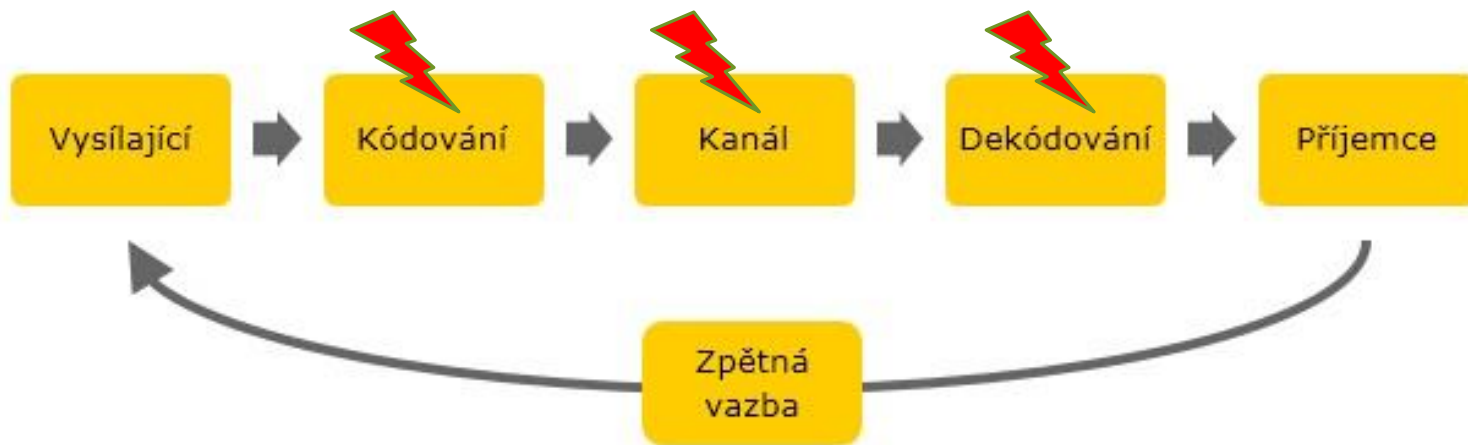 Vysílající
Kódování
Kanál
Dekódování
Příjemce
Zpětná
vazba